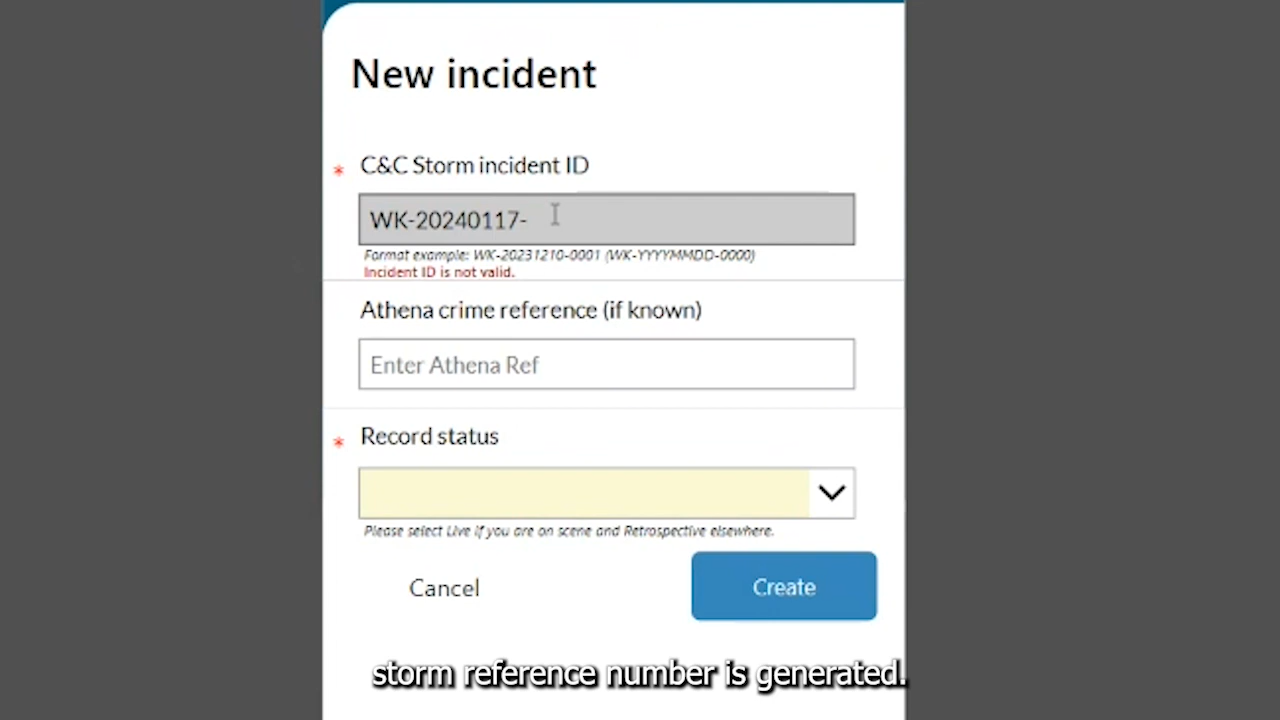 New incident
* C&C Storm incident ID
WK-20240117-
Format example: WK-20231210-0001 (WK-YYYYMMDD-0000)
Incident ID is not valid.
Athena crime reference (if known)
Enter Athena Ref
* Record status
Please select Live if you are on scene and Retrospective elsewhere.
Cancel Create
storm reference number is generated.